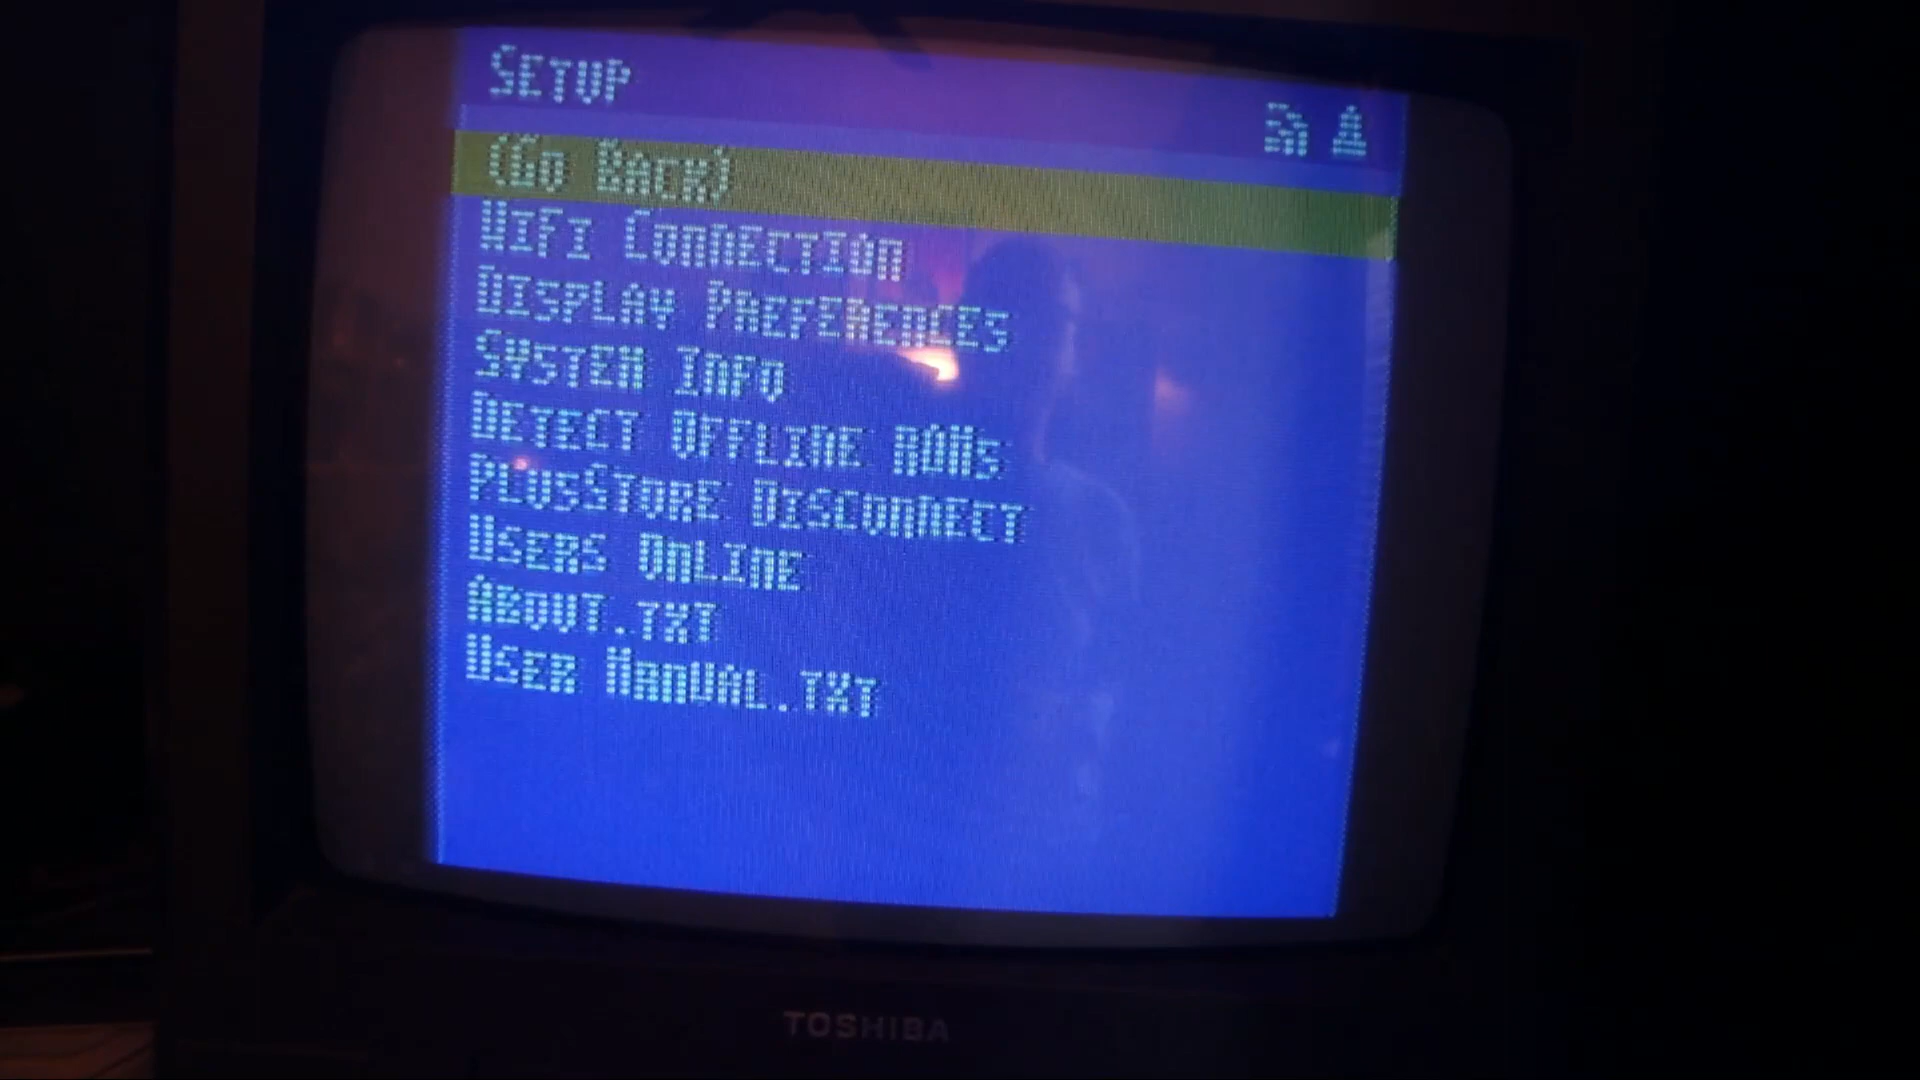 Setup
(Go Back)
WiFi Connection
Display Preferences
System Info
Detect Offline ROMs
PlusStore Disconnect
Users Online
About.txt
User Manual.txt
TOSHIBA